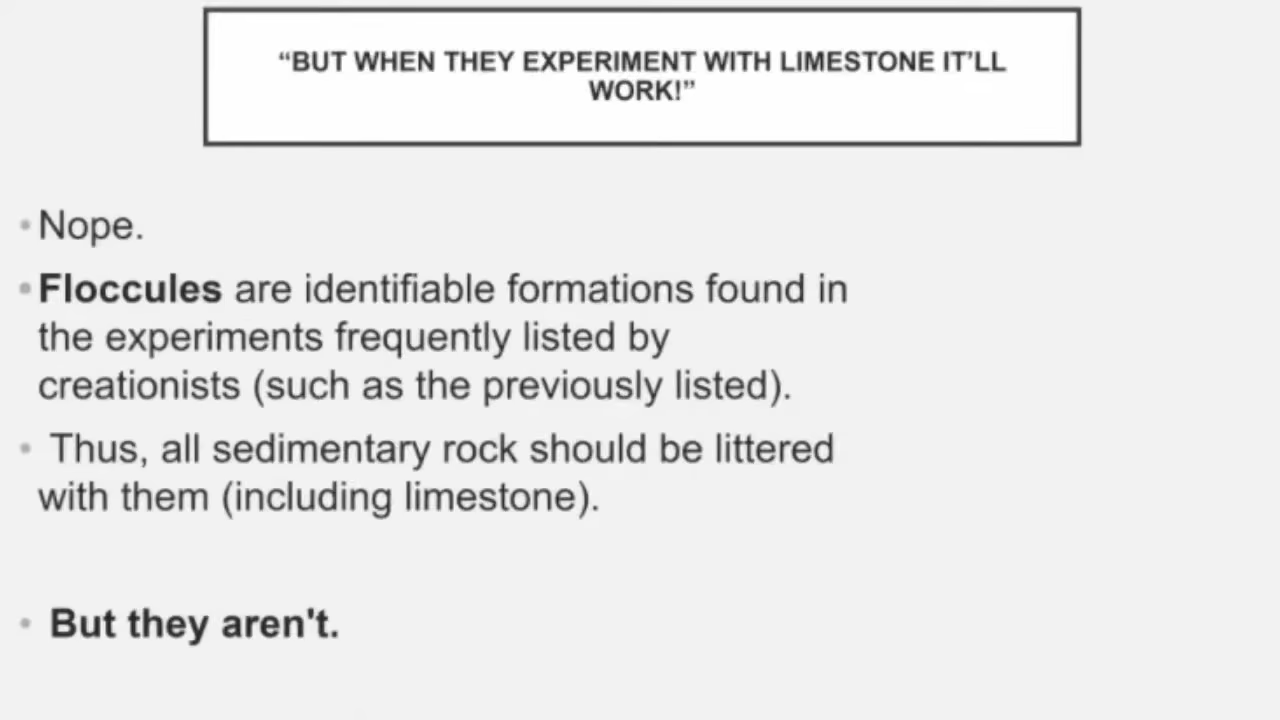 “BUT WHEN THEY EXPERIMENT WITH LIMESTONE IT’LL
WORK!”
• Nope.
• Floccules are identifiable formations found in
the experiments frequently listed by
creationists (such as the previously listed).
• Thus, all sedimentary rock should be littered
with them (including limestone).
• But they aren't.